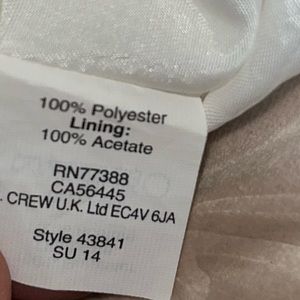 100% Polyester
Lining:
100% Acetate
RN77388
CA56445
. CREW U.K. Ltd EC4V 6JA
Style 43841
SU 14